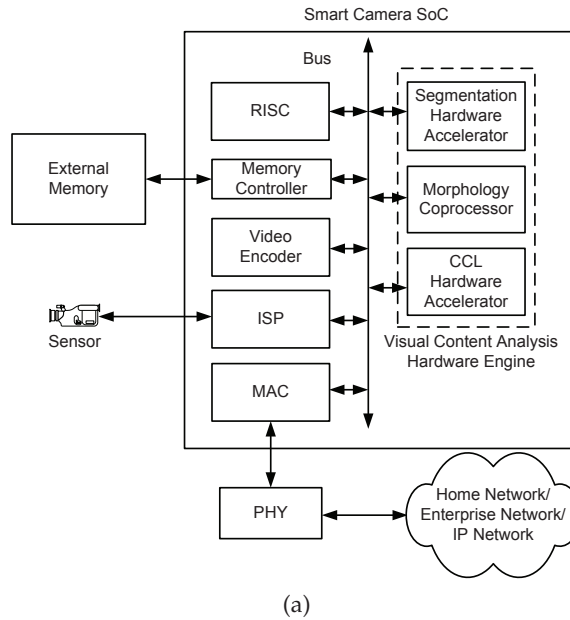 Smart Camera SoC
Bus
RISC
Segmentation
Hardware
Accelerator
External
Memory
Memory
Controller
Morphology
Coprocessor
Video
Encoder
CCL
Hardware
Accelerator
Sensor
ISP
Visual Content Analysis
Hardware Engine
MAC
PHY
Home Network/
Enterprise Network/
IP Network
(a)